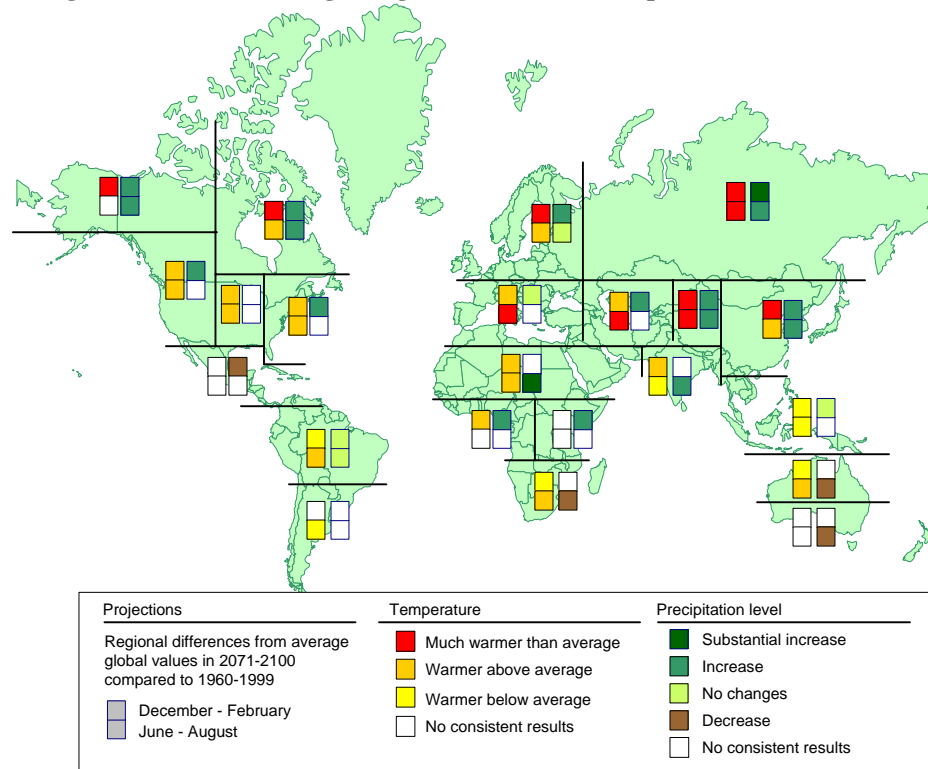 Projections
Regional differences from average
global values in 2071-2100
compared to 1960-1999
December - February
June - August
Temperature
Much warmer than average
Warmer above average
Warmer below average
No consistent results
Precipitation level
Substantial increase
Increase
No changes
Decrease
No consistent results